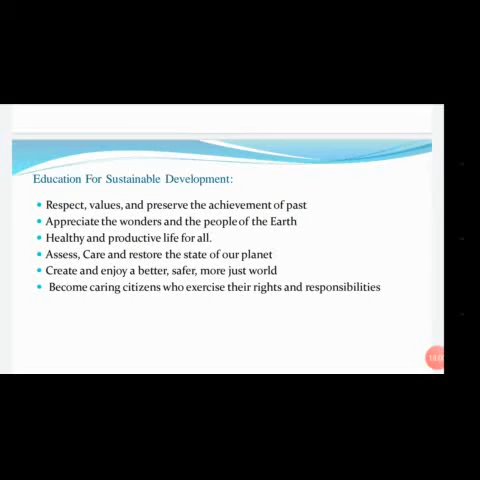 Education For Sustainable Development:
• Respect, values, and preserve the achievement of past
• Appreciate the wonders and the people of the Earth
• Healthy and productive life for all.
• Assess, Care and restore the state of our planet
• Create and enjoy a better, safer, more just world
• Become caring citizens who exercise their rights and responsibilities